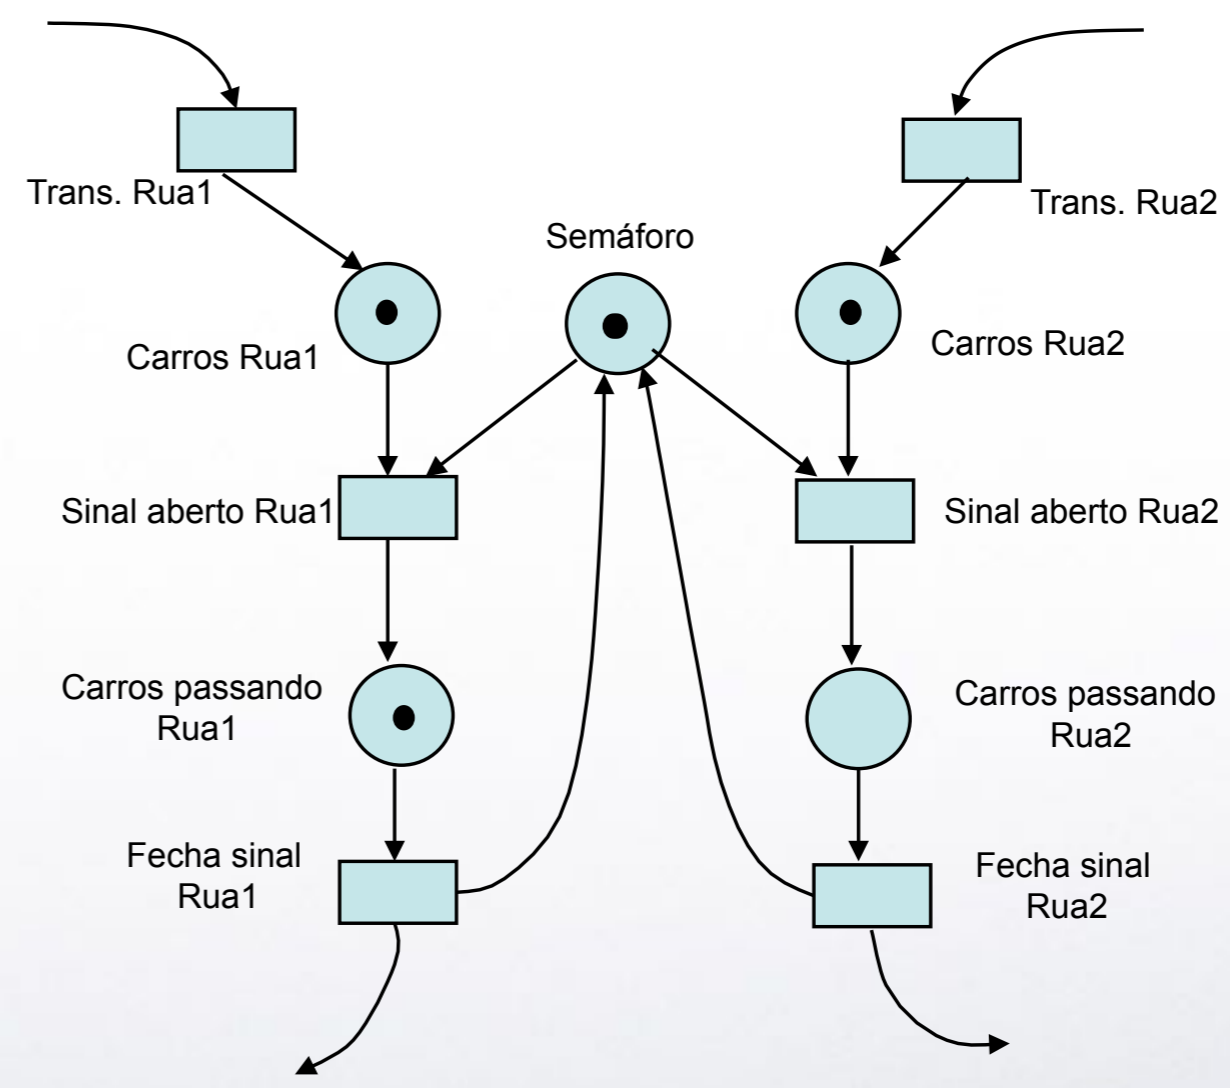 Trans. Rua1
Trans. Rua2
Semáforo
Carros Rua1
Carros Rua2
Sinal aberto Rua1
Sinal aberto Rua2
Carros passando
Rua1
Carros passando
Rua2
Fecha sinal
Rua1
Fecha sinal
Rua2